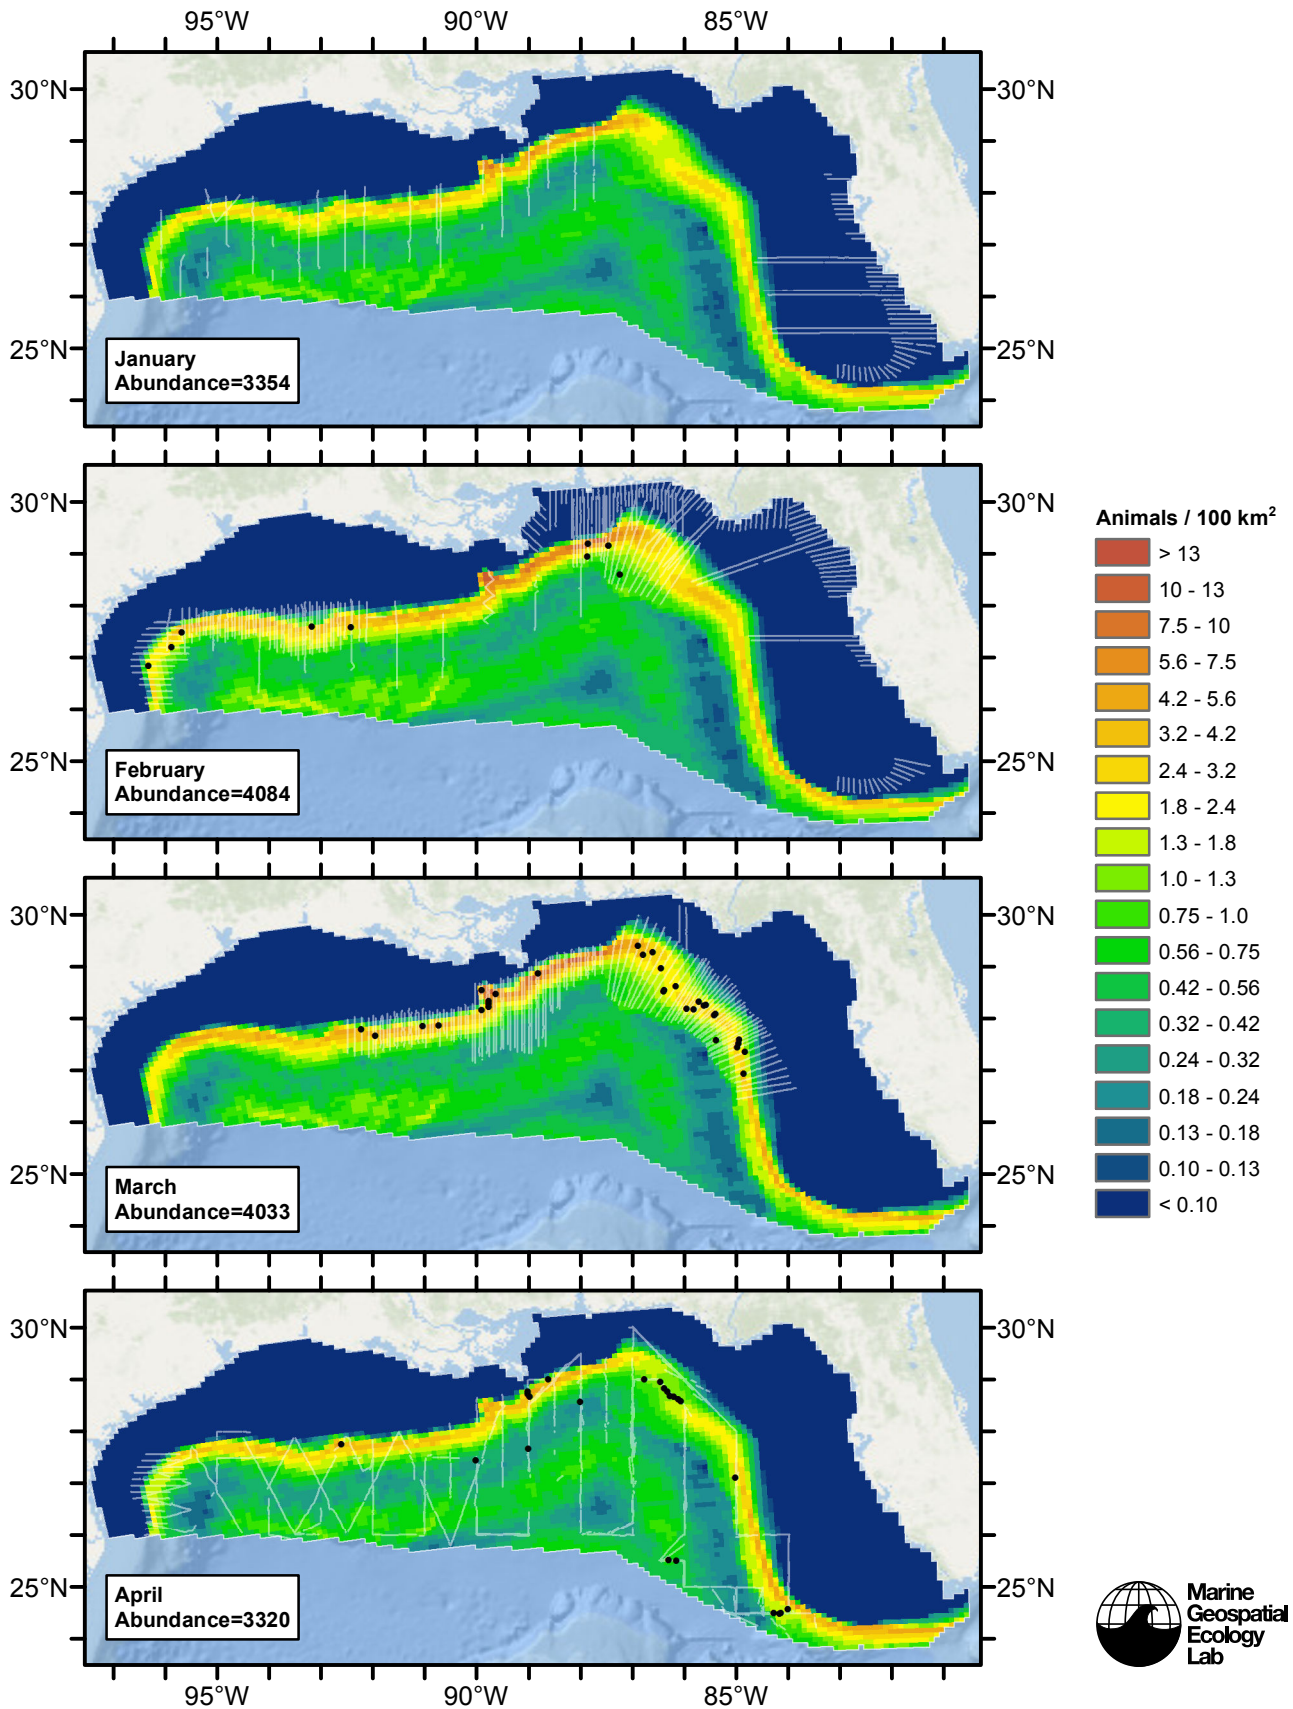 95°W 90°W 85°W
30°N 30°N
25°N 25°N
January
Abundance=3354
30°N 30°N
25°N 25°N
February
Abundance=4084
30°N 30°N
25°N 25°N
March
Abundance=4033
30°N 30°N
25°N 25°N
April
Abundance=3320
95°W 90°W 85°W
Animals / 100 km²
> 13
10 - 13
7.5 - 10
5.6 - 7.5
4.2 - 5.6
3.2 - 4.2
2.4 - 3.2
1.8 - 2.4
1.3 - 1.8
1.0 - 1.3
0.75 - 1.0
0.56 - 0.75
0.42 - 0.56
0.32 - 0.42
0.24 - 0.32
0.18 - 0.24
0.13 - 0.18
0.10 - 0.13
< 0.10
Marine
Geospatial
Ecology
Lab